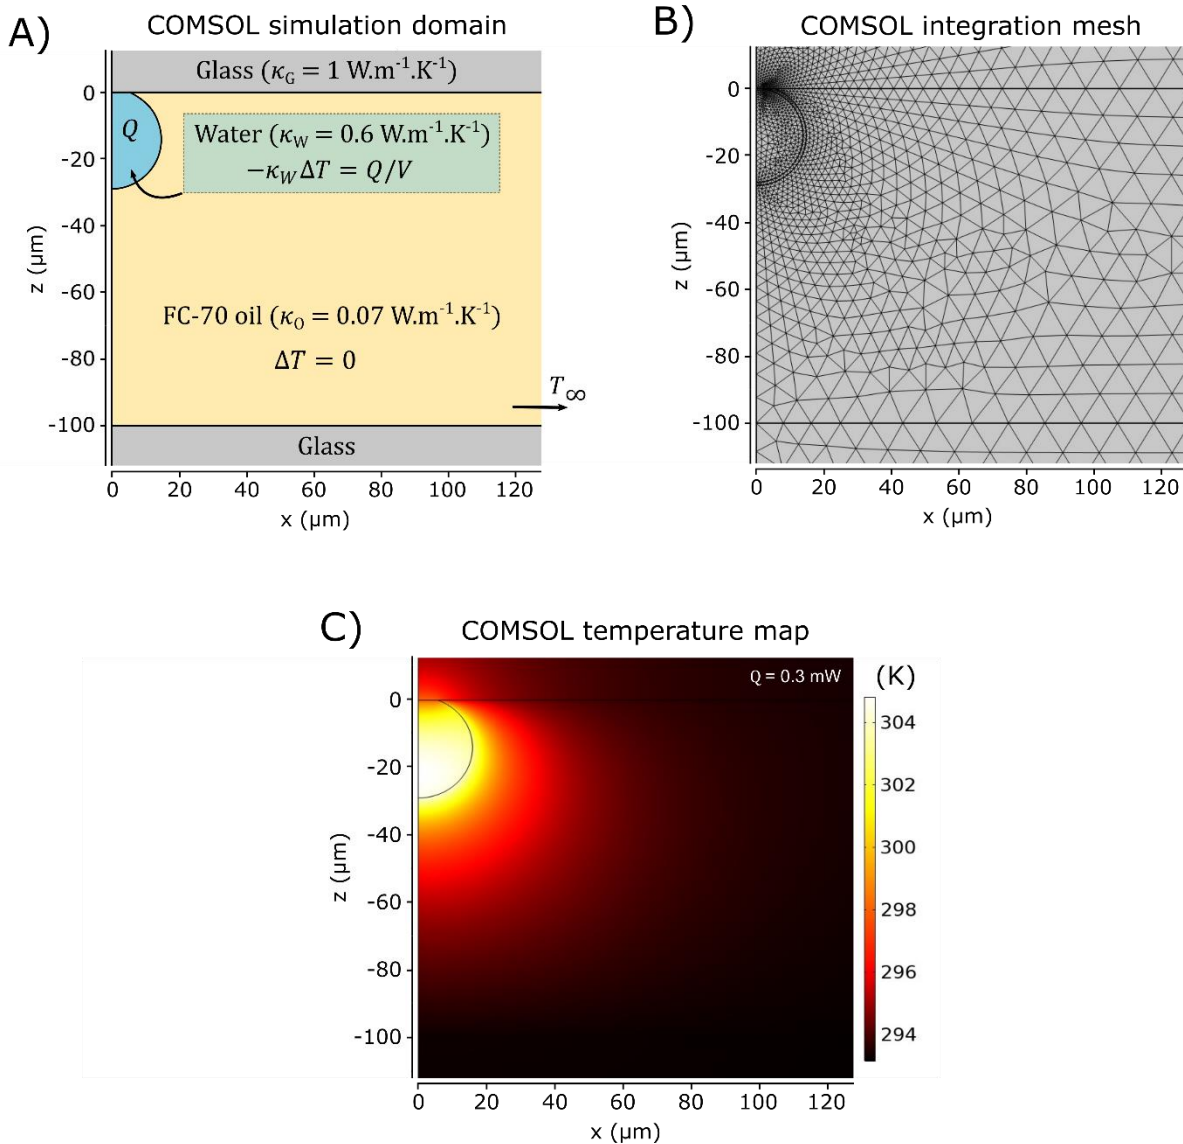 A)
COMSOL simulation domain
Glass (κG = 1 W.m-1.K-1)
Q
Water (κW = 0.6 W.m-1.K-1)
−κWΔT = Q/V
FC-70 oil (κO = 0.07 W.m-1.K-1)
ΔT = 0
T∞
Glass
0
-20
-40
-60
-80
-100
z (µm)
0 20 40 60 80 100 120
x (µm)
B)
COMSOL integration mesh
0
-20
-40
-60
-80
-100
z (µm)
0 20 40 60 80 100 120
x (µm)
C)
COMSOL temperature map
Q = 0.3 mW
(K)
304
302
300
298
296
294
0
-20
-40
-60
-80
-100
z (µm)
0 20 40 60 80 100 120
x (µm)